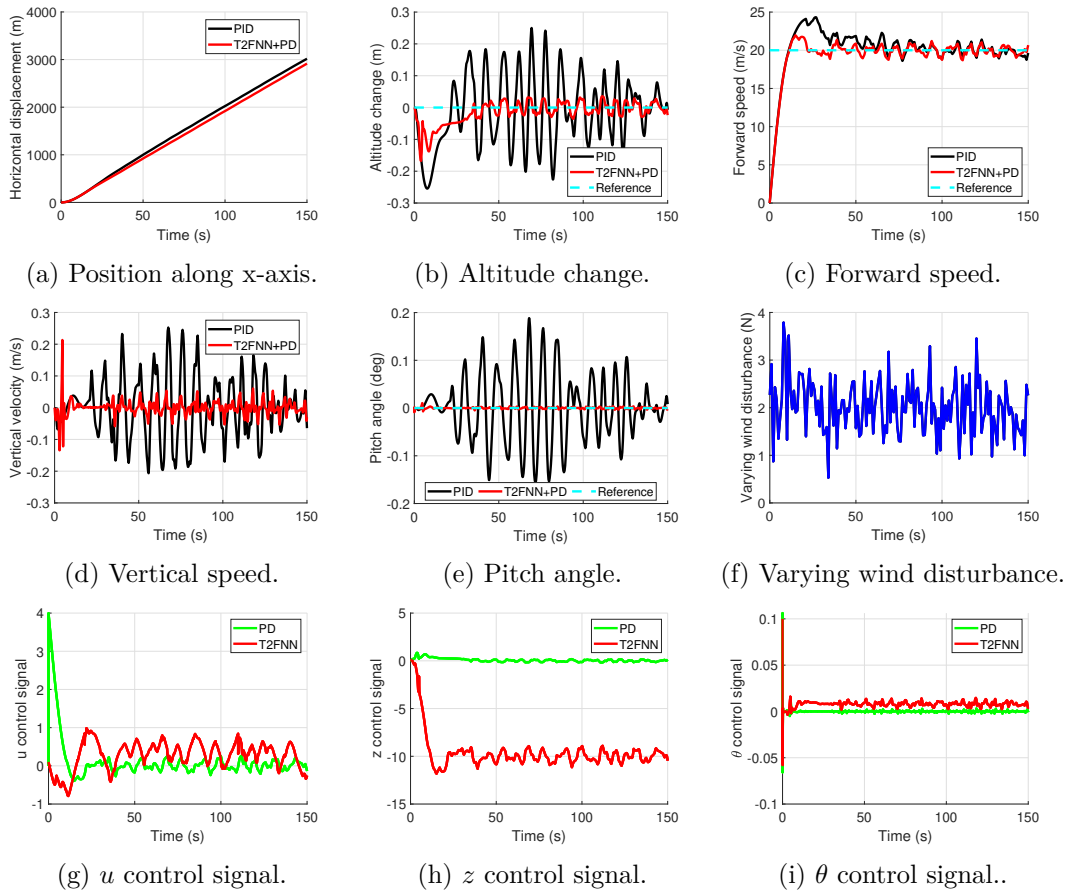 4000
3000
2000
1000
0
Horizontal displacement (m)
PID
T2FNN+PD
0 50 100 150
Time (s)
(a) Position along x-axis.
0.3
0.2
0.1
0
-0.1
-0.2
-0.3
Altitude change (m)
PID
T2FNN+PD
Reference
0 50 100 150
Time (s)
(b) Altitude change.
25
20
15
10
5
0
Forward speed (m/s)
PID
T2FNN+PD
Reference
0 50 100 150
Time (s)
(c) Forward speed.
0.3
0.2
0.1
0
-0.1
-0.2
-0.3
Vertical velocity (m/s)
PID
T2FNN+PD
0 50 100 150
Time (s)
(d) Vertical speed.
0.2
0.1
0
-0.1
-0.2
Pitch angle (deg)
PID T2FNN+PD Reference
0 50 100 150
Time (s)
(e) Pitch angle.
4
3
2
1
0
Varying wind disturbance (N)
0 50 100 150
Time (s)
(f) Varying wind disturbance.
4
3
2
1
0
-1
u control signal
PD
T2FNN
0 50 100 150
Time (s)
(g) u control signal.
5
0
-5
-10
-15
z control signal
PD
T2FNN
0 50 100 150
Time (s)
(h) z control signal.
0.1
0.05
0
-0.05
-0.1
θ control signal
PD
T2FNN
0 50 100 150
Time (s)
(i) θ control signal..